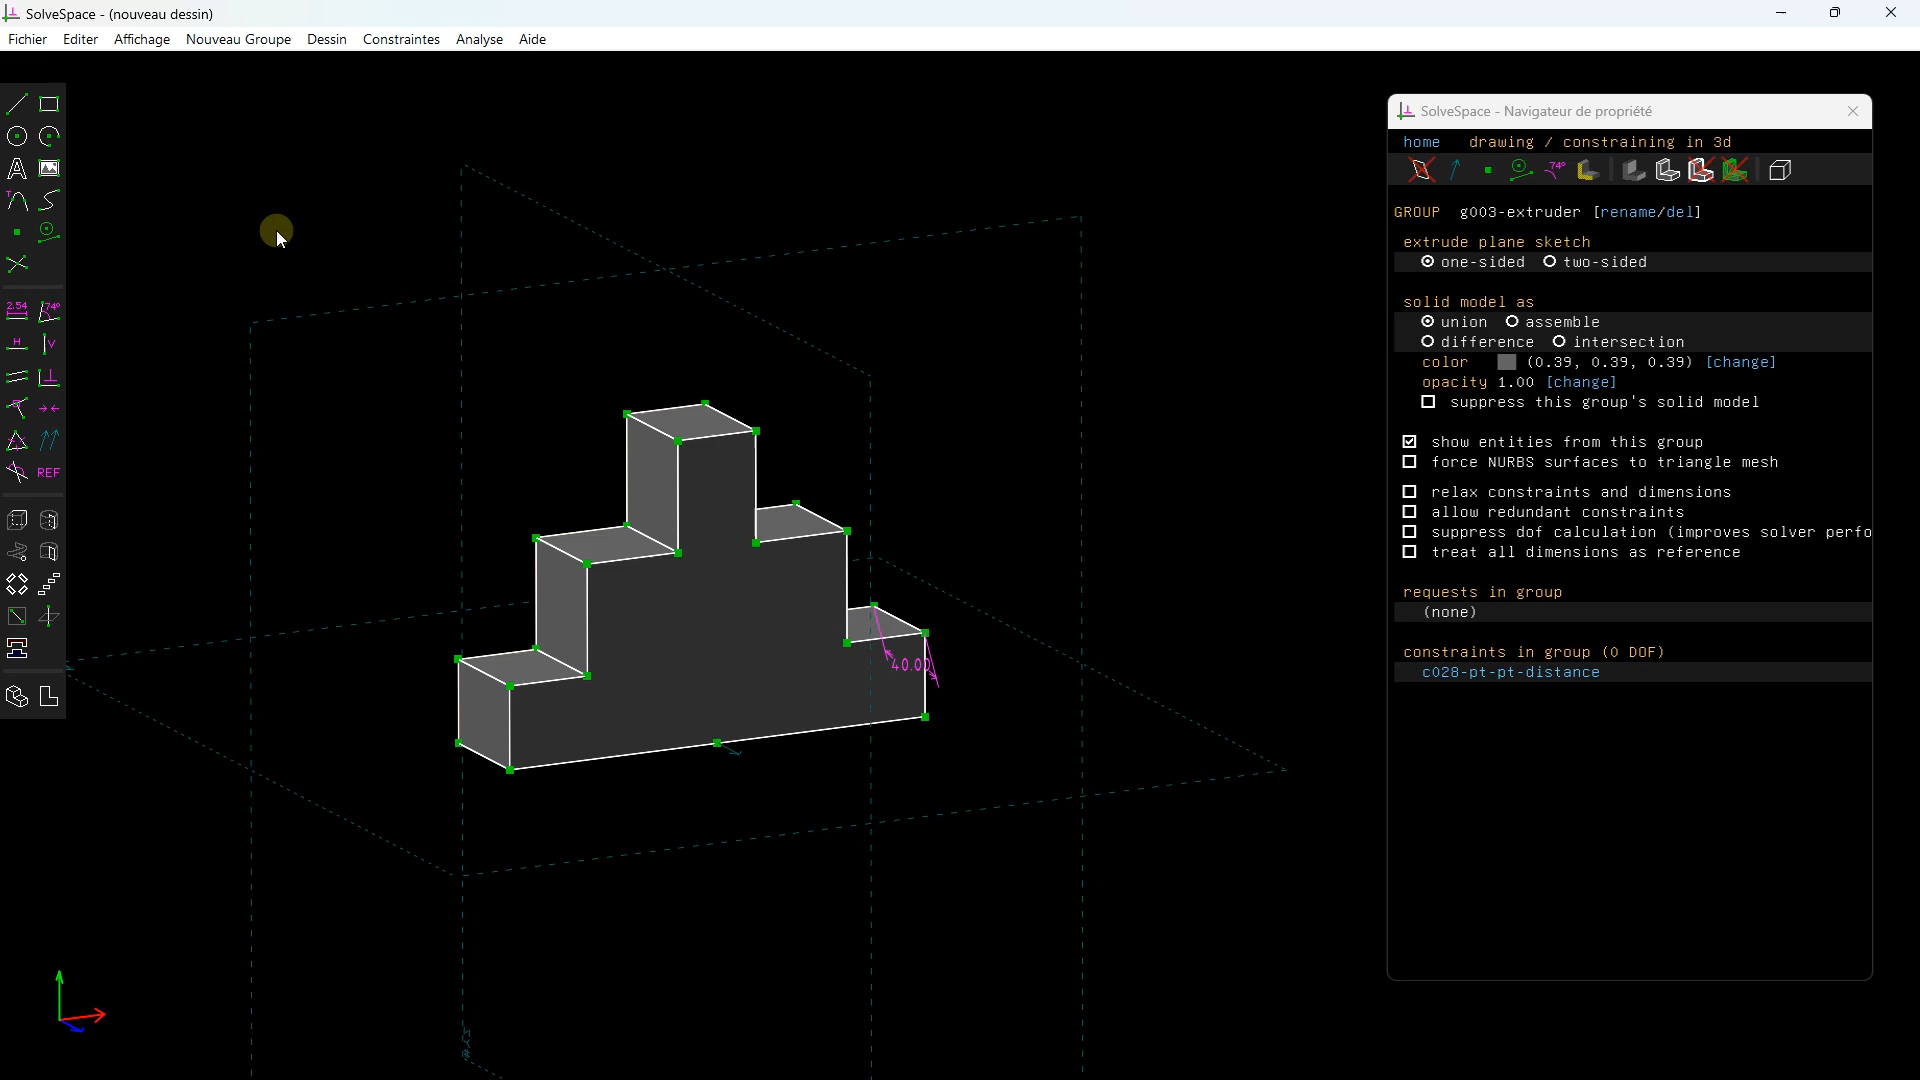 SolveSpace - (nouveau dessin)
Fichier Editer Affichage Nouveau Groupe Dessin Constraintes Analyse Aide
A
T
2.54 74°
H V
REF
40.00
SolveSpace - Navigateur de propriété
home drawing / constraining in 3d
74°
GROUP g003-extruder [rename/del]
extrude plane sketch
one-sided two-sided
solid model as
union assemble
difference intersection
color (0.39, 0.39, 0.39) [change]
opacity 1.00 [change]
suppress this group's solid model
show entities from this group
force NURBS surfaces to triangle mesh
relax constraints and dimensions
allow redundant constraints
suppress dof calculation (improves solver perfo
treat all dimensions as reference
requests in group
(none)
constraints in group (0 DOF)
c028-pt-pt-distance